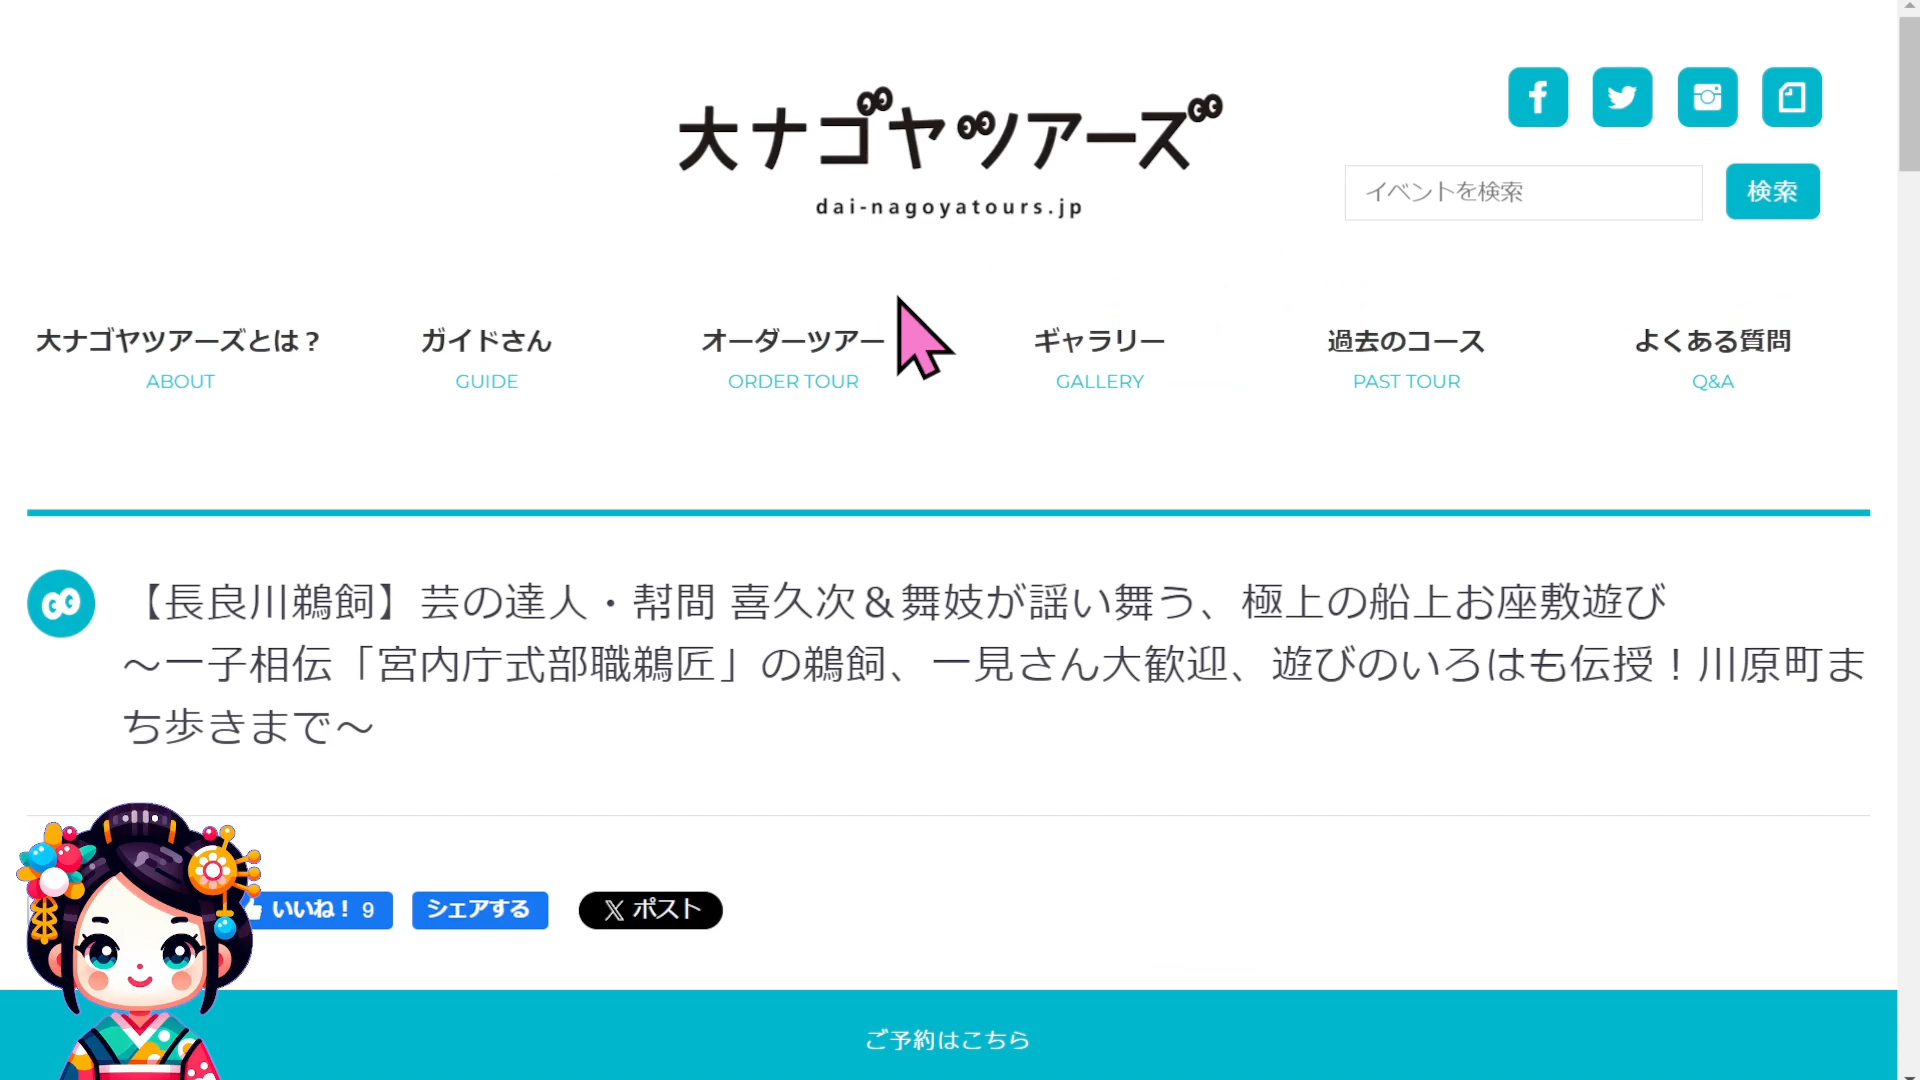 大ナゴヤツアーズ
dai-nagoyatours.jp
イベントを検索
検索
大ナゴヤツアーズとは？
ABOUT
ガイドさん
GUIDE
オーダーツアー
ORDER TOUR
ギャラリー
GALLERY
過去のコース
PAST TOUR
よくある質問
Q&A
【長良川鵜飼】芸の達人・幇間 喜久次＆舞妓が謡い舞う、極上の船上お座敷遊び
～一子相伝「宮内庁式部職鵜匠」の鵜飼、一見さん大歓迎、遊びのいろはも伝授！川原町ま
ち歩きまで～
いいね！ 9
シェアする
ポスト
ご予約はこちら